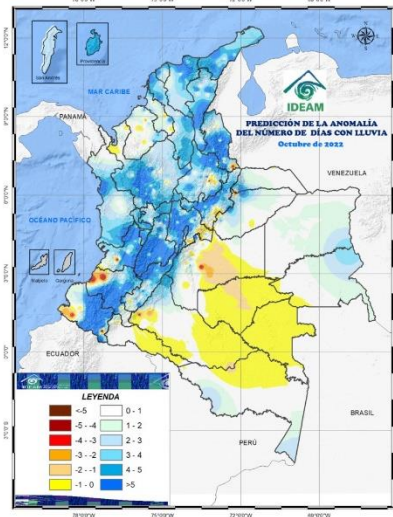 San Andrés
Providencia
MAR CARIBE
PANAMÁ
IDEAM
PREDICCIÓN DE LA ANOMALÍA
DEL NÚMERO DE DÍAS CON LLUVIA
Octubre de 2022
VENEZUELA
OCÉANO PACÍFICO
Malpelo
Gorgona
ECUADOR
BRASIL
PERÚ
LEYENDA
<-5
-5 - -4
-4 - -3
-3 - -2
-2 - -1
-1 - 0
0 - 1
1 - 2
2 - 3
3 - 4
4 - 5
>5